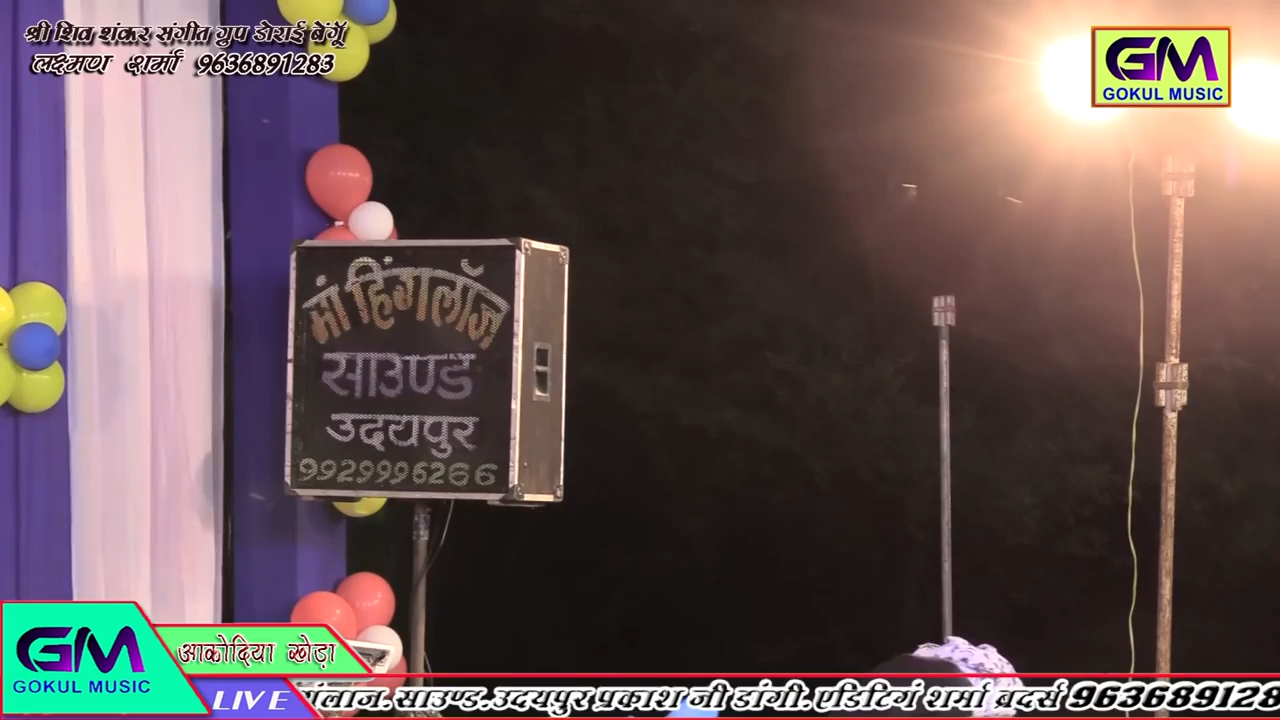 श्री शिव शंकर संगीत ग्रुप डोराई बेंगू
लक्ष्मण शर्मा 9636891283
GM
GOKUL MUSIC
मां हिंगलॉज
साउण्ड
उदयपुर
9929996266
GM
GOKUL MUSIC
आकोदिया खेड़ा
LIVE
गंलाज.साउण्ड.उदयपुर प्रकाश जी डांगी.एडिटिगं शर्मा ब्रदर्स 963689128